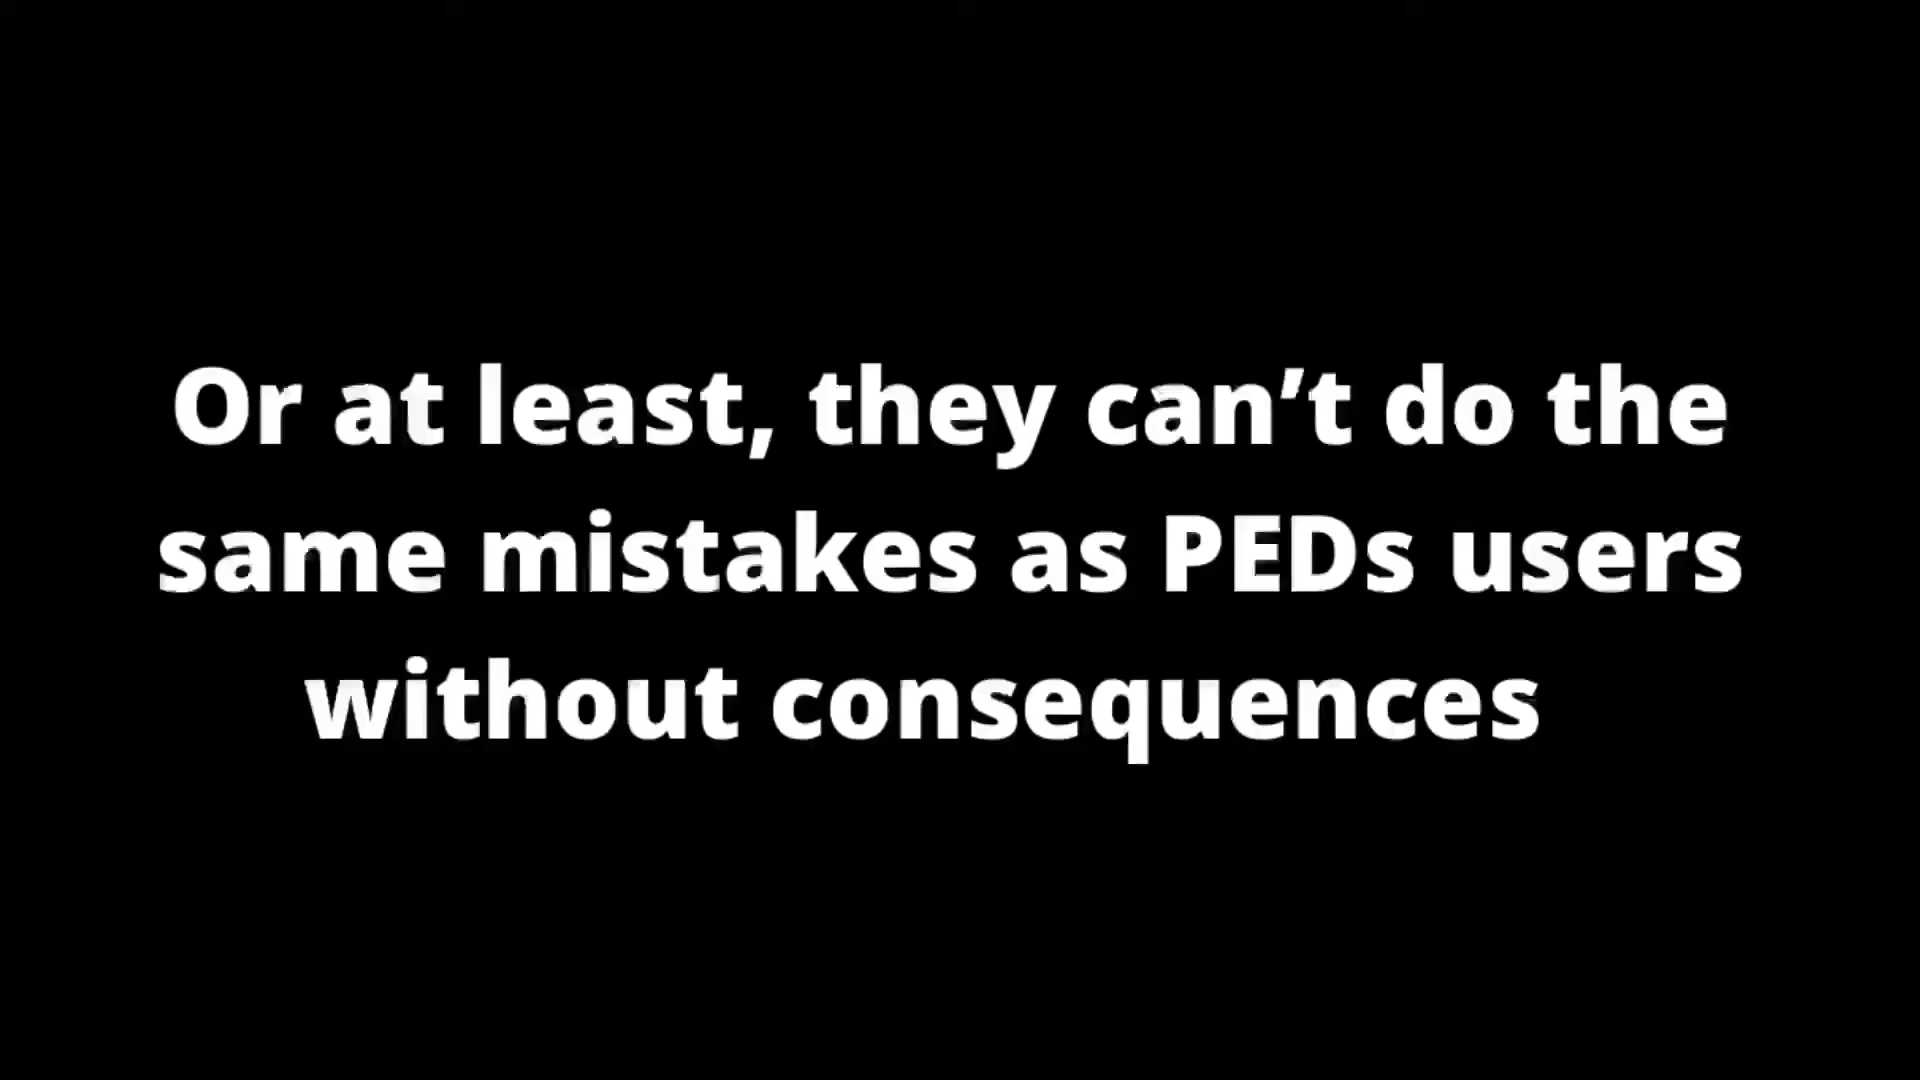 Or at least, they can’t do the
same mistakes as PEDs users
without consequences